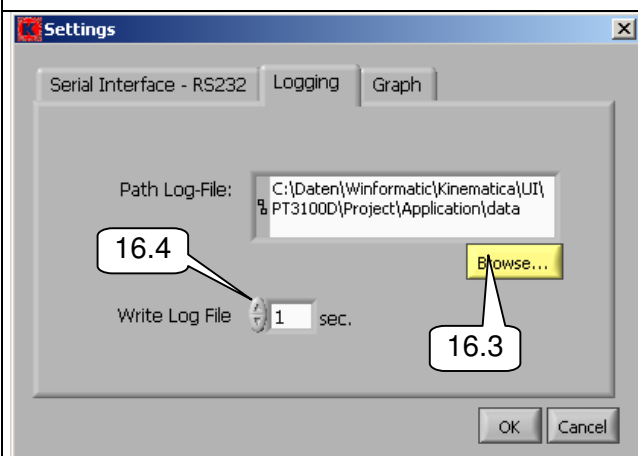 Settings
Serial Interface - RS232 Logging Graph
Path Log-File:
C:\Daten\Winformatic\Kinematica\UI\
PT3100D\Project\Application\data
16.4
Browse...
Write Log File 1 sec.
16.3
OK Cancel